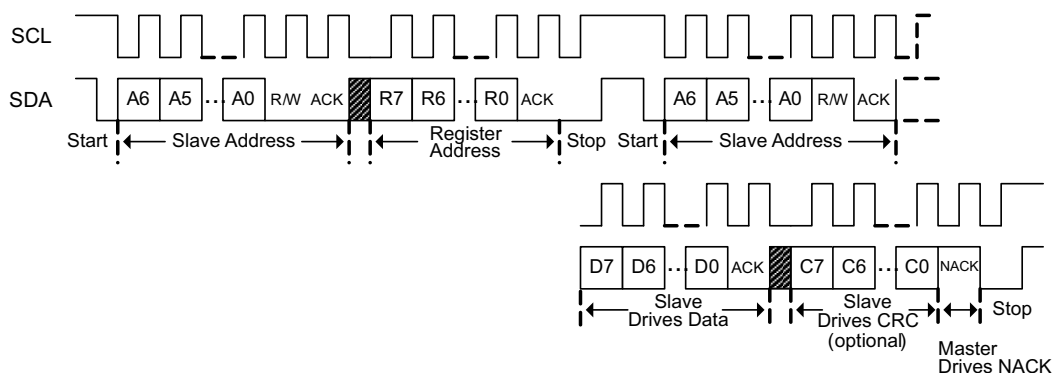 SCL
SDA
A6 A5 ... A0 R/W ACK R7 R6 ... R0 ACK A6 A5 ... A0 R/W ACK
Start Slave Address Register Address Stop Start Slave Address
D7 D6 ... D0 ACK C7 C6 ... C0 NACK
Slave Drives Data
Slave Drives CRC (optional)
Stop
Master Drives NACK